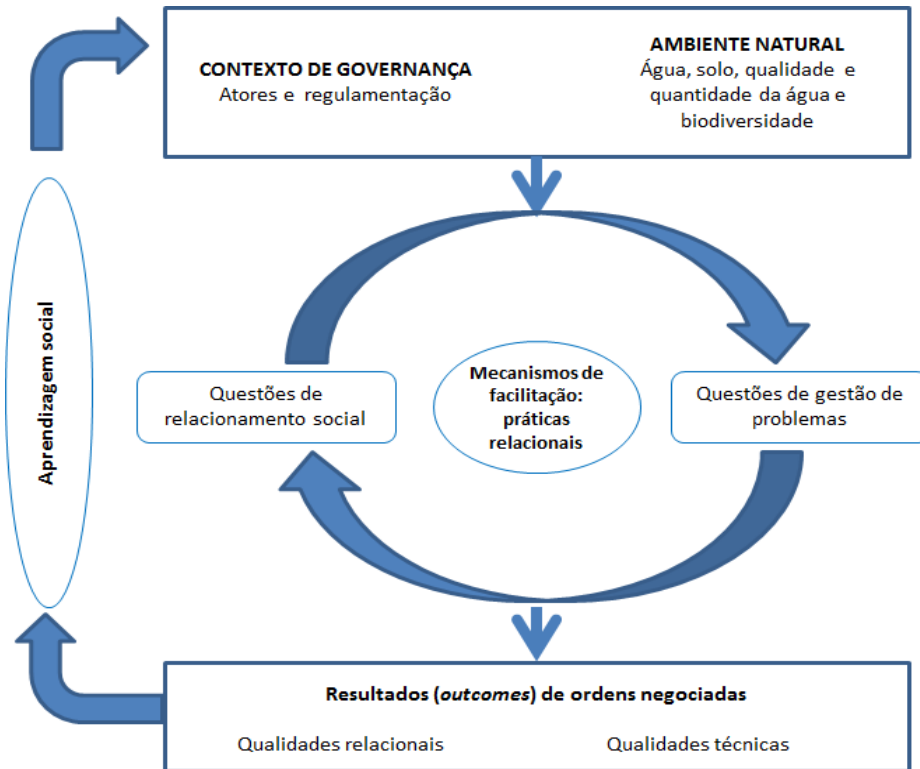 CONTEXTO DE GOVERNANÇA
Atores e regulamentação
AMBIENTE NATURAL
Água, solo, qualidade e
quantidade da água e
biodiversidade
Aprendizagem social
Questões de
relacionamento social
Mecanismos de
facilitação:
práticas
relacionais
Questões de gestão de
problemas
Resultados (outcomes) de ordens negociadas
Qualidades relacionais
Qualidades técnicas